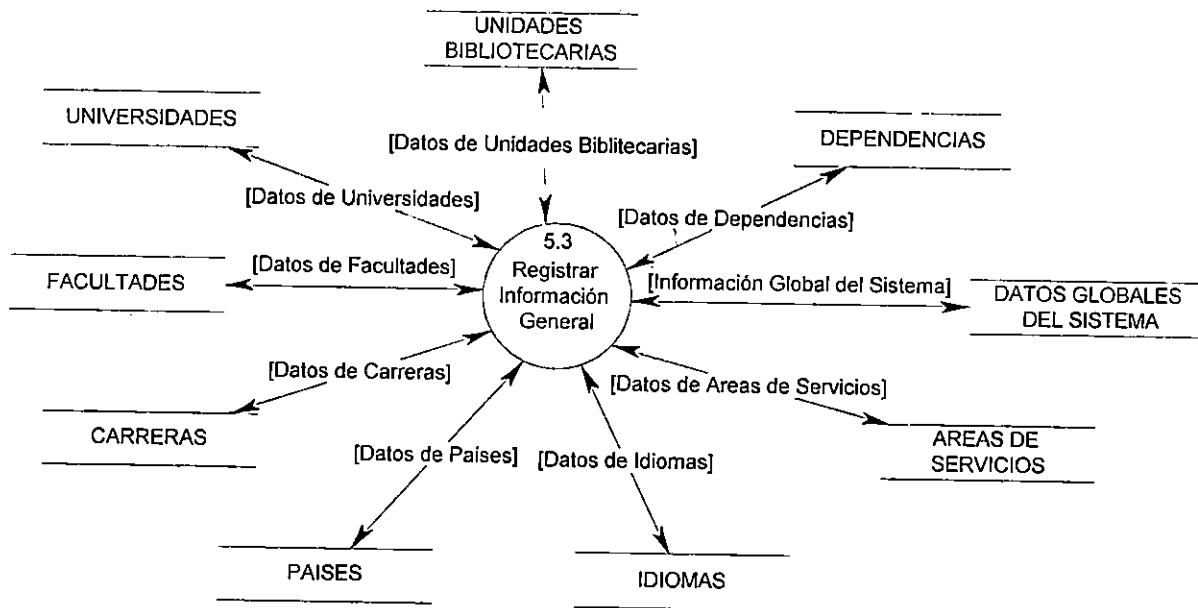 UNIDADES
BIBLIOTECARIAS
UNIVERSIDADES
DEPENDENCIAS
[Datos de Unidades Biblitecarias]
[Datos de Universidades]
[Datos de Dependencias]
5.3
Registrar
Información
General
FACULTADES
[Datos de Facultades]
[Información Global del Sistema]
DATOS GLOBALES
DEL SISTEMA
[Datos de Carreras]
[Datos de Areas de Servicios]
CARRERAS
[Datos de Países]
[Datos de Idiomas]
AREAS DE
SERVICIOS
PAISES
IDIOMAS